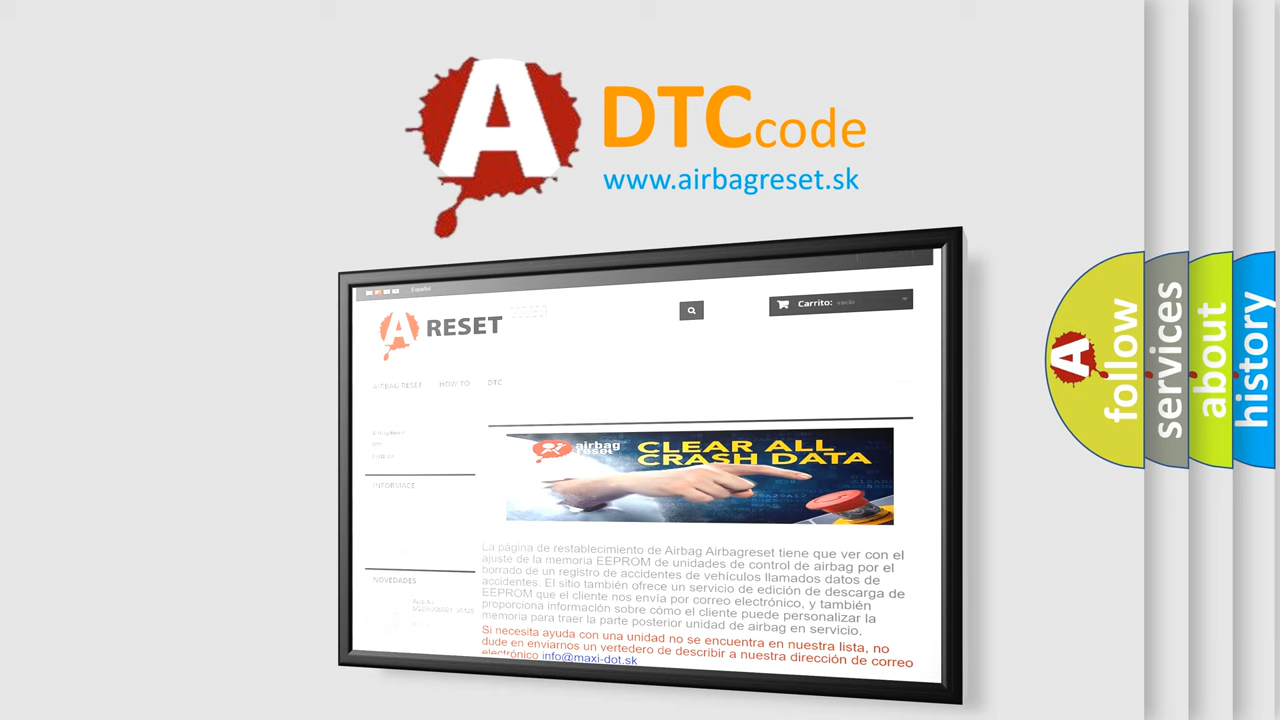 A DTC code
www.airbagreset.sk
Español
A RESET
Carrito: vacío
AIRBAG RESET HOW TO DTC
INFORMACE
NOVEDADES
airbag reset
CLEAR ALL
CRASH DATA
La página de restablecimiento de Airbag Airbagreset tiene que ver con el
ajuste de la memoria EEPROM de unidades de control de airbag por el
borrado de un registro de accidentes de vehículos llamados datos de
accidentes. El sitio también ofrece un servicio de edición de descarga de
EEPROM que el cliente nos envía por correo electrónico, y también
proporciona información sobre cómo el cliente puede personalizar la
memoria para traer la parte posterior unidad de airbag en servicio.
Si necesita ayuda con una unidad no se encuentra en nuestra lista, no
dude en enviarnos un vertedero de describir a nuestra dirección de correo
electrónico info@maxi-dot.sk
A follow
services
about
history